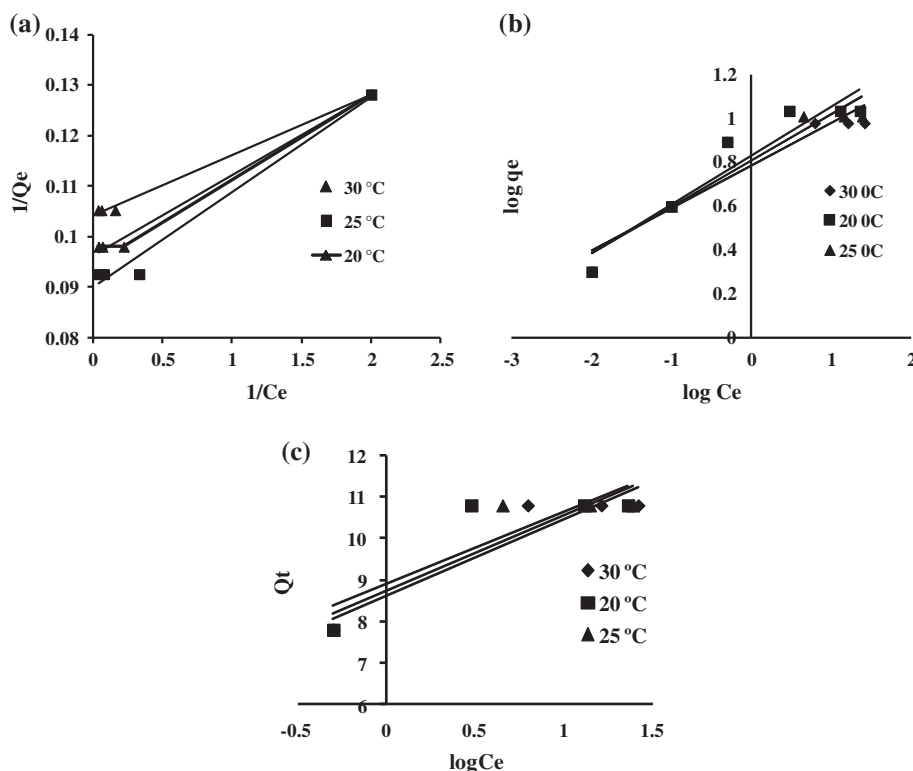 (a)
0.14
0.13
0.12
0.11
0.1
0.09
0.08
1/Qe
0 0.5 1 1.5 2 2.5
1/Ce
30 °C
25 °C
20 °C
(b)
1.2
1
0.8
0.6
0.4
0.2
0
log qe
-3 -2 -1 0 1 2
log Ce
30 0C
20 0C
25 0C
(c)
12
11
10
9
8
7
6
Qt
-0.5 0 0.5 1 1.5
logCe
30 ºC
20 ºC
25 ºC